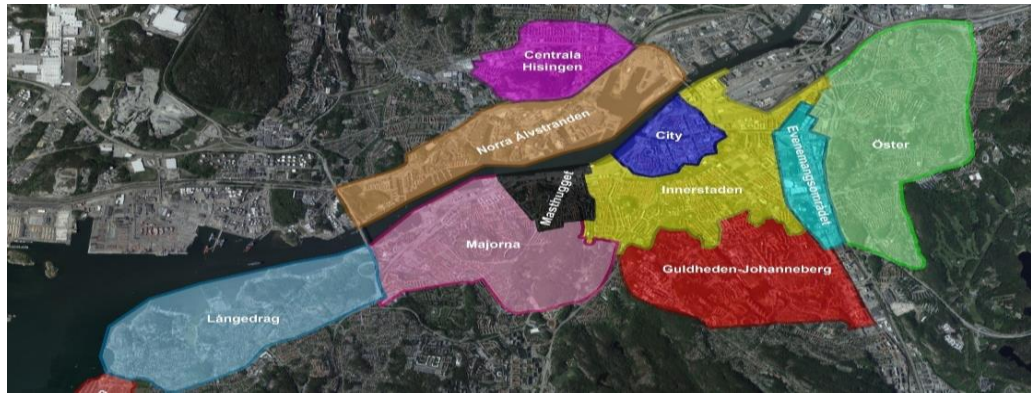 Centrala
Hisingen
Norra Älvstranden
City
Evenemangsområdet
Öster
Masthugget
Innerstaden
Majorna
Guldheden-Johanneberg
Långedrag